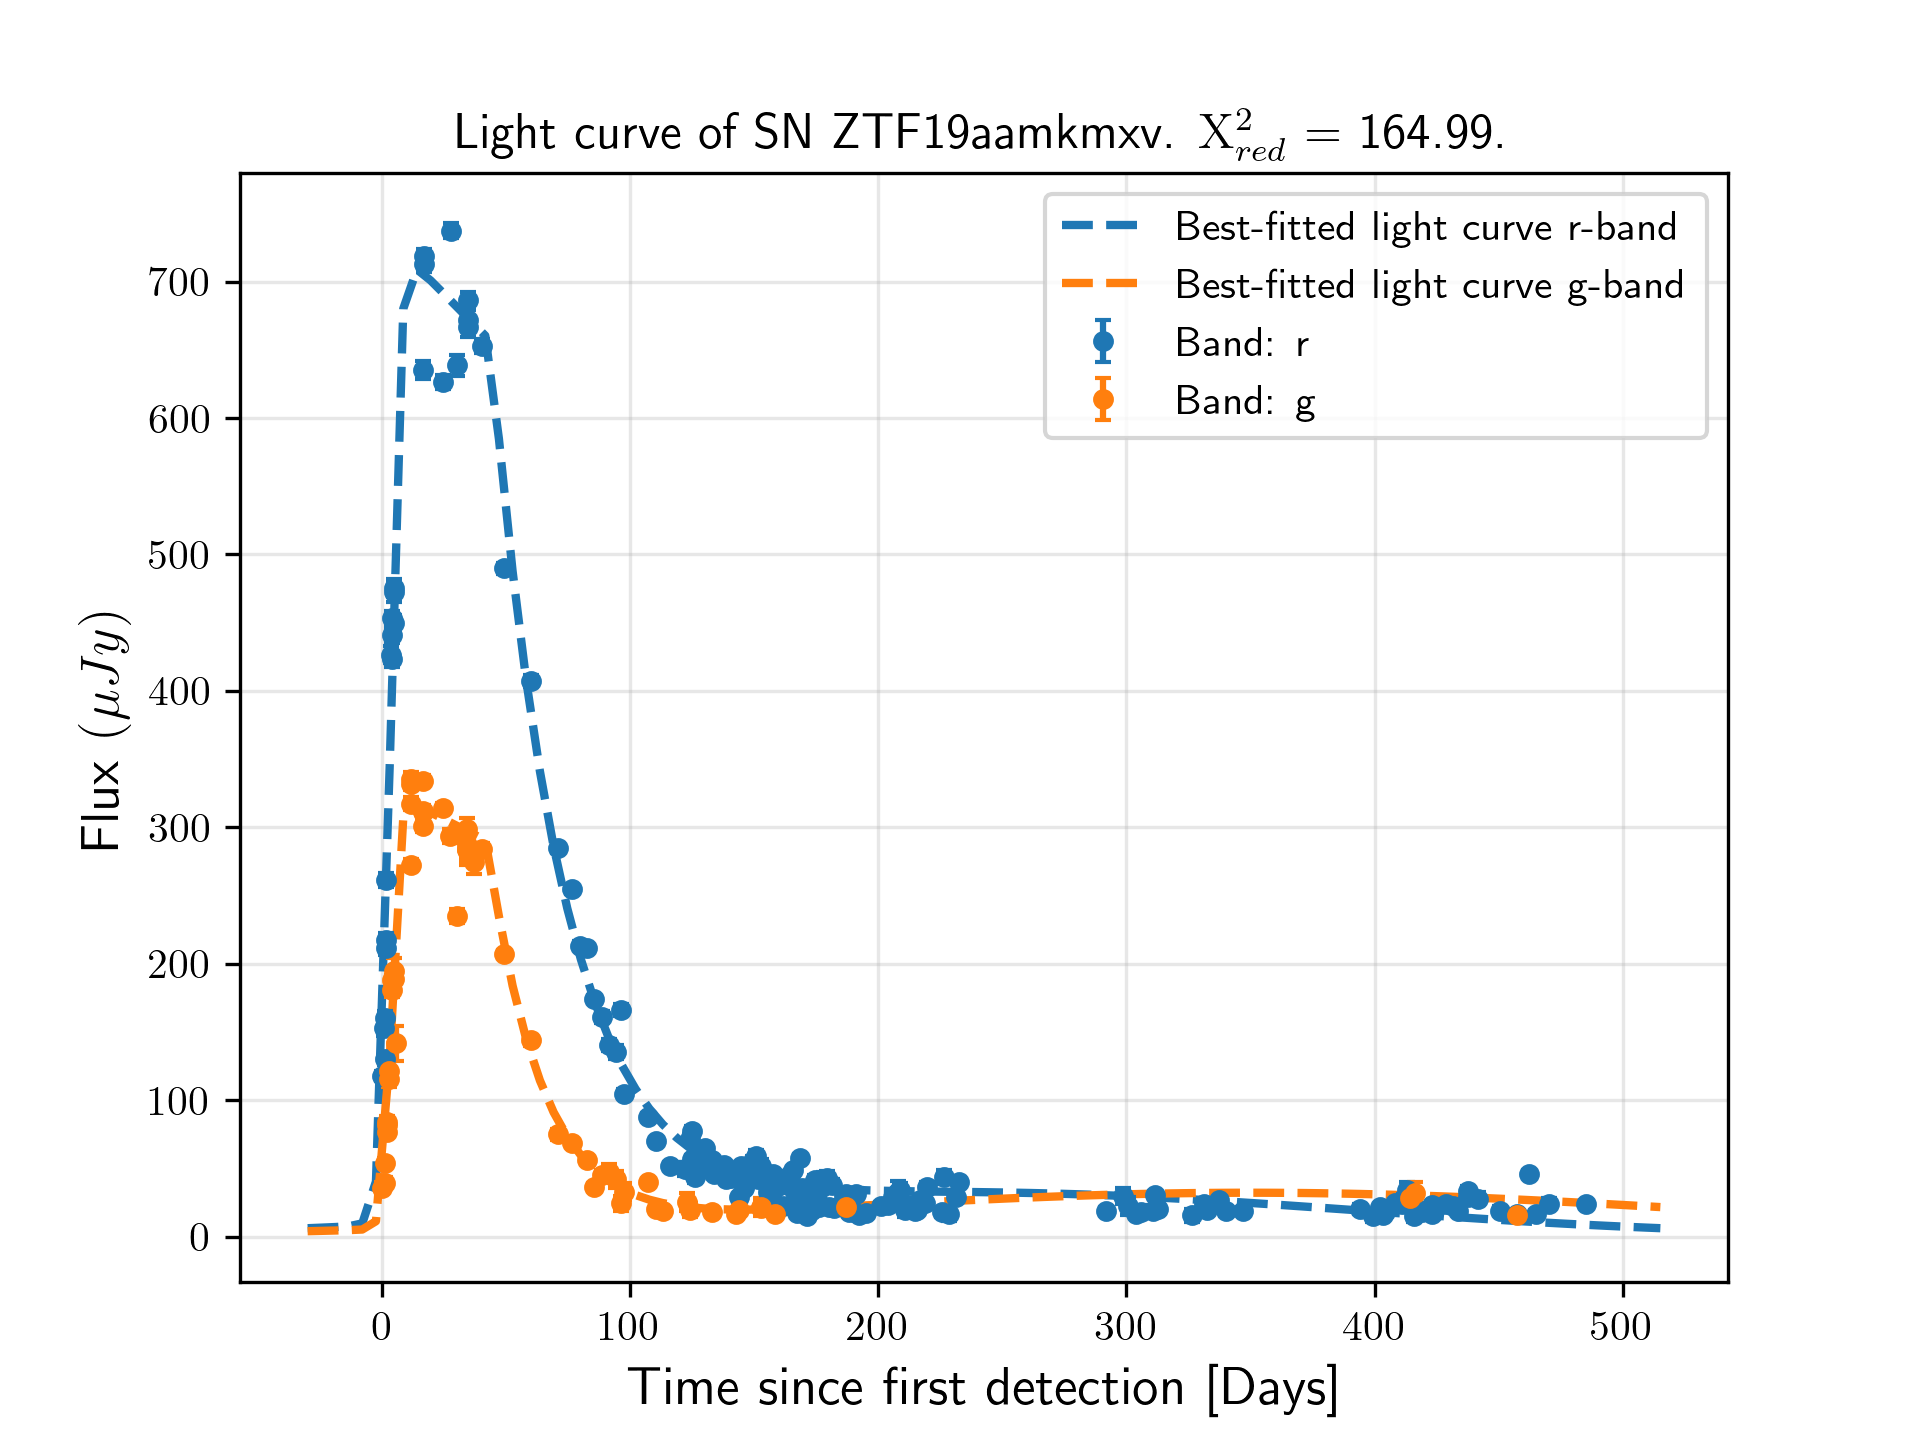 Light curve of SN ZTF19aamkmxv. X²_red = 164.99.
Best-fitted light curve r-band
Best-fitted light curve g-band
Band: r
Band: g
700
600
500
400
300
200
100
0
Flux (μJy)
0 100 200 300 400 500
Time since first detection [Days]